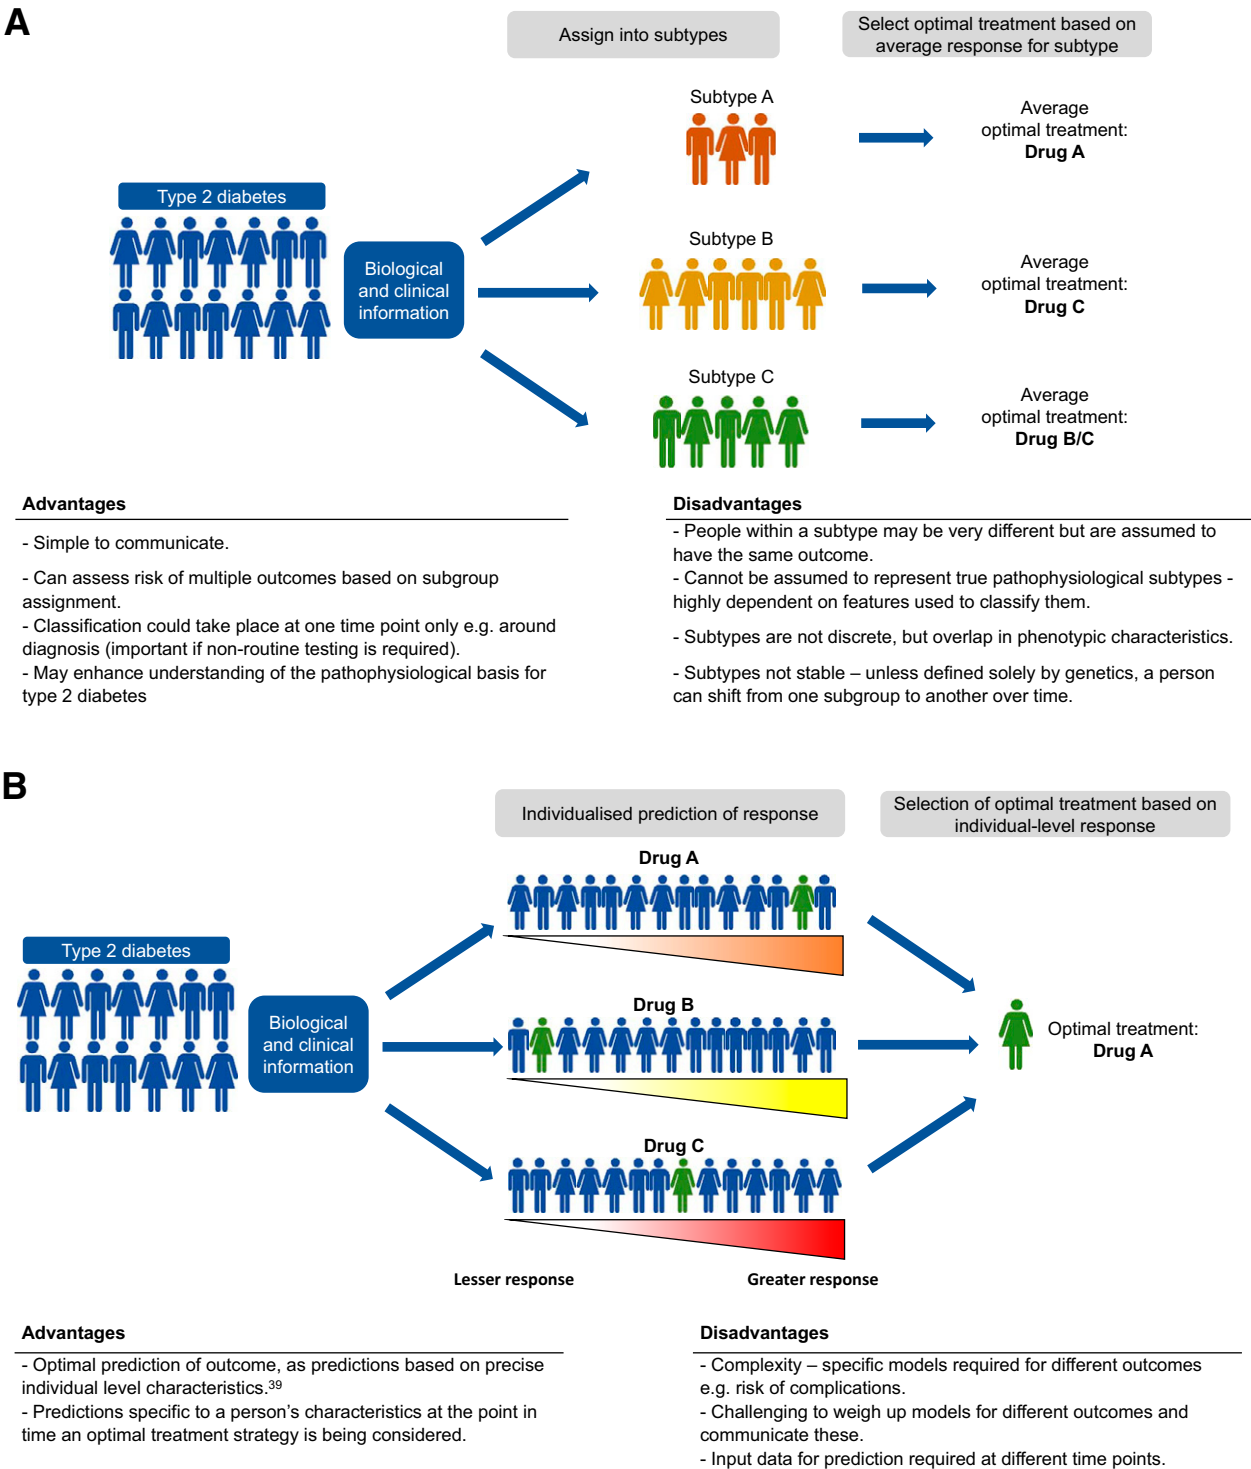 A
Assign into subtypes
Select optimal treatment based on
average response for subtype
Subtype A
Average
optimal treatment:
Drug A
Type 2 diabetes
Biological
and clinical
information
Subtype B
Average
optimal treatment:
Drug C
Subtype C
Average
optimal treatment:
Drug B/C
Advantages
- Simple to communicate.
- Can assess risk of multiple outcomes based on subgroup
assignment.
- Classification could take place at one time point only e.g. around
diagnosis (important if non-routine testing is required).
- May enhance understanding of the pathophysiological basis for
type 2 diabetes
Disadvantages
- People within a subtype may be very different but are assumed to
have the same outcome.
- Cannot be assumed to represent true pathophysiological subtypes -
highly dependent on features used to classify them.
- Subtypes are not discrete, but overlap in phenotypic characteristics.
- Subtypes not stable – unless defined solely by genetics, a person
can shift from one subgroup to another over time.
B
Individualised prediction of response
Selection of optimal treatment based on
individual-level response
Drug A
Type 2 diabetes
Biological
and clinical
information
Drug B
Optimal treatment:
Drug A
Drug C
Lesser response
Greater response
Advantages
- Optimal prediction of outcome, as predictions based on precise
individual level characteristics.39
- Predictions specific to a person's characteristics at the point in
time an optimal treatment strategy is being considered.
Disadvantages
- Complexity – specific models required for different outcomes
e.g. risk of complications.
- Challenging to weigh up models for different outcomes and
communicate these.
- Input data for prediction required at different time points.